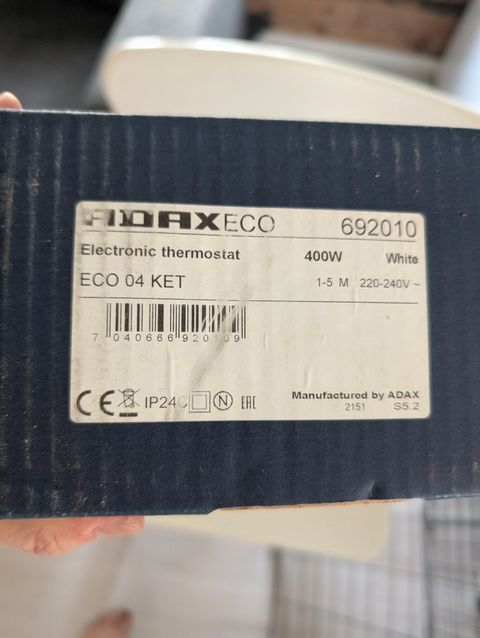 ADAX ECO 692010
Electronic thermostat 400W White
ECO 04 KET 1-5 M 220-240V ~
7 040666 920109
CE IP24C N EAC
Manufactured by ADAX
2151 S5.2